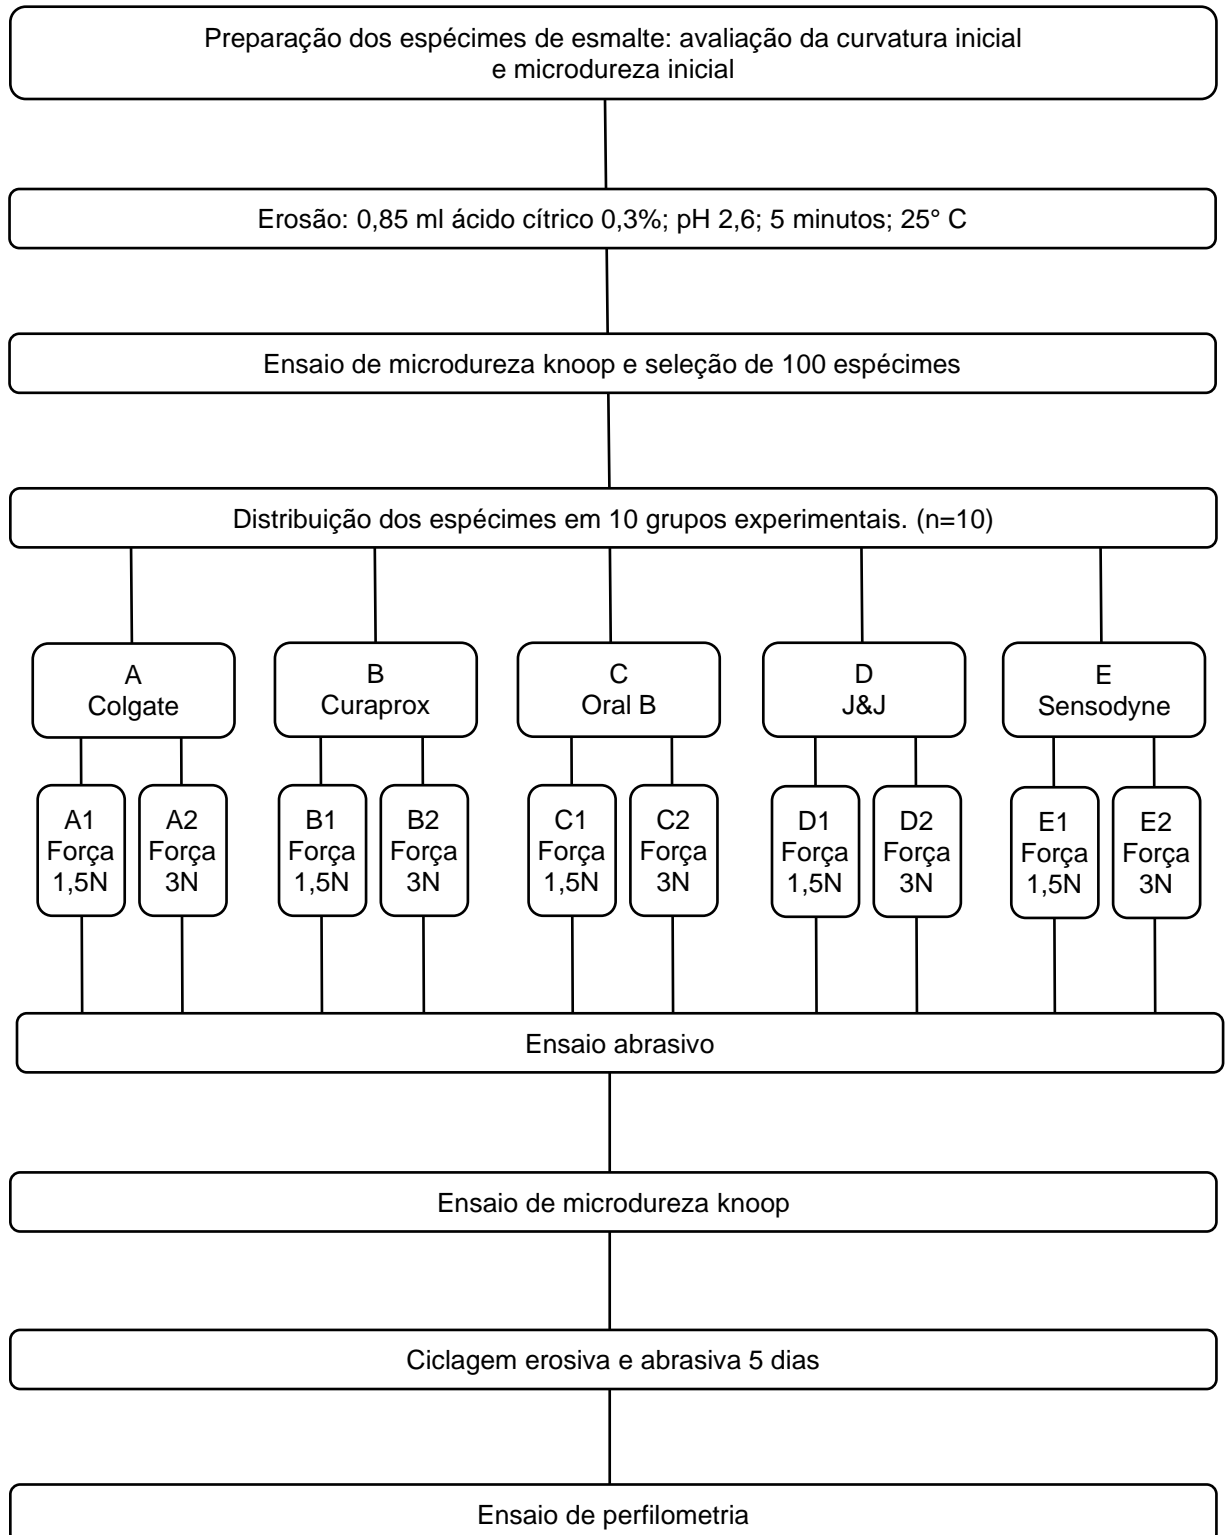 Preparação dos espécimes de esmalte: avaliação da curvatura inicial
e microdureza inicial
Erosão: 0,85 ml ácido cítrico 0,3%; pH 2,6; 5 minutos; 25° C
Ensaio de microdureza knoop e seleção de 100 espécimes
Distribuição dos espécimes em 10 grupos experimentais. (n=10)
A
Colgate
B
Curaprox
C
Oral B
D
J&J
E
Sensodyne
A1
Força
1,5N
A2
Força
3N
B1
Força
1,5N
B2
Força
3N
C1
Força
1,5N
C2
Força
3N
D1
Força
1,5N
D2
Força
3N
E1
Força
1,5N
E2
Força
3N
Ensaio abrasivo
Ensaio de microdureza knoop
Ciclagem erosiva e abrasiva 5 dias
Ensaio de perfilometria